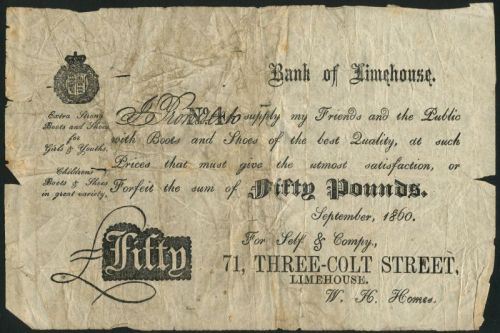 Bank of Limehouse.
I Promise to supply my Friends and the Public
No
with Boots and Shoes of the best Quality, at such
Prices that must give the utmost satisfaction, or
Forfeit the sum of Fifty Pounds.
Extra Strong
Boots and Shoes
for
Girls & Youths.
Children's
Boots & Shoes
in great variety.
September, 1860.
£Fifty
For Self & Compy,
71, THREE-COLT STREET,
LIMEHOUSE.
W. H. Homes.